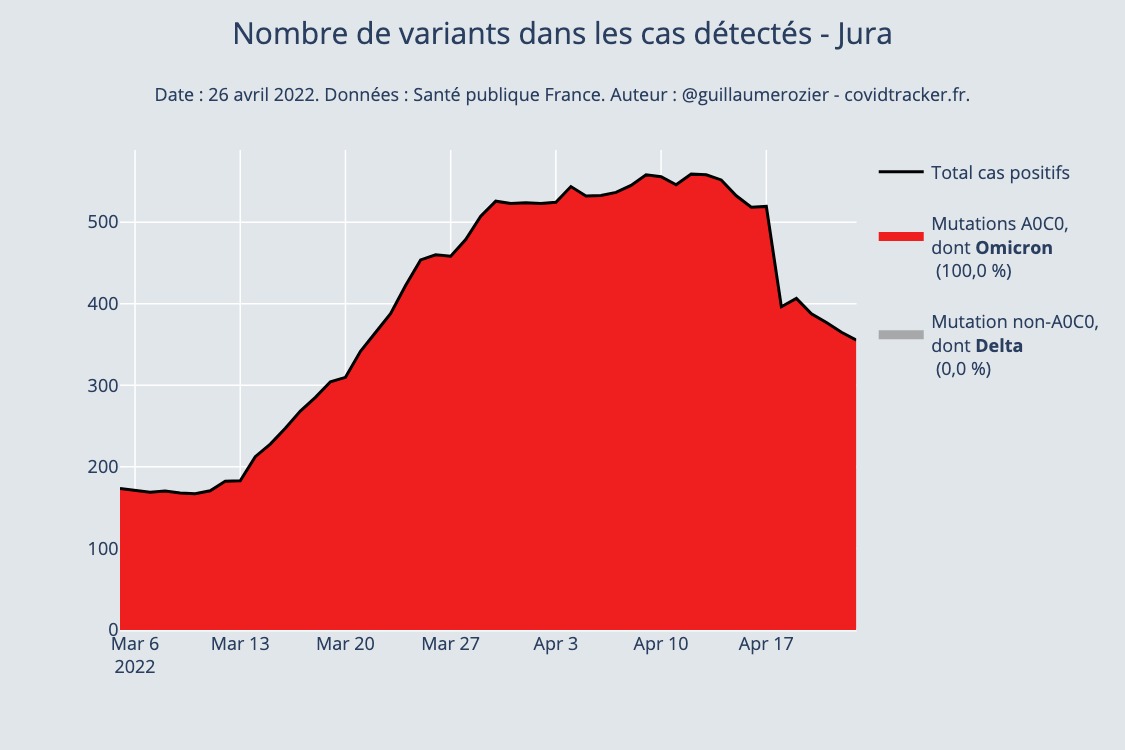 Nombre de variants dans les cas détectés - Jura
Date : 26 avril 2022. Données : Santé publique France. Auteur : @guillaumerozier - covidtracker.fr.
Total cas positifs
Mutations A0C0,
dont Omicron
(100,0 %)
Mutation non-A0C0,
dont Delta
(0,0 %)
500
400
300
200
100
0
Mar 6 Mar 13 Mar 20 Mar 27 Apr 3 Apr 10 Apr 17
2022